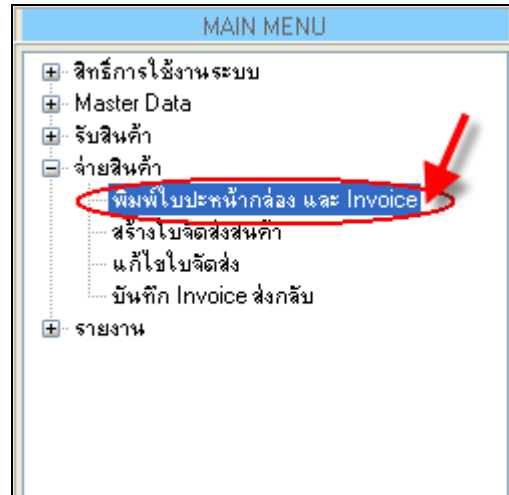 MAIN MENU
สิทธิ์การใช้งานระบบ
Master Data
รับสินค้า
จ่ายสินค้า
พิมพ์ใบปะหน้ากล่อง และ Invoice
สร้างใบจัดส่งสินค้า
แก้ไขใบจัดส่ง
บันทึก Invoice ส่งกลับ
รายงาน